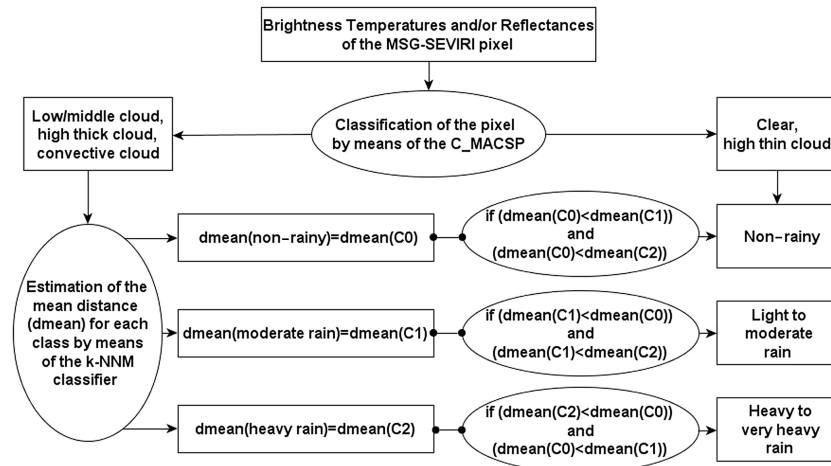 Brightness Temperatures and/or Reflectances
of the MSG-SEVIRI pixel
Low/middle cloud,
high thick cloud,
convective cloud
Classification of the pixel
by means of the C_MACSP
Clear,
high thin cloud
Estimation of the
mean distance
(dmean) for each
class by means
of the k-NNM
classifier
dmean(non-rainy)=dmean(C0)
if (dmean(C0)<dmean(C1))
and
(dmean(C0)<dmean(C2))
Non-rainy
dmean(moderate rain)=dmean(C1)
if (dmean(C1)<dmean(C0))
and
(dmean(C1)<dmean(C2))
Light to
moderate
rain
dmean(heavy rain)=dmean(C2)
if (dmean(C2)<dmean(C0))
and
(dmean(C0)<dmean(C1))
Heavy to
very heavy
rain